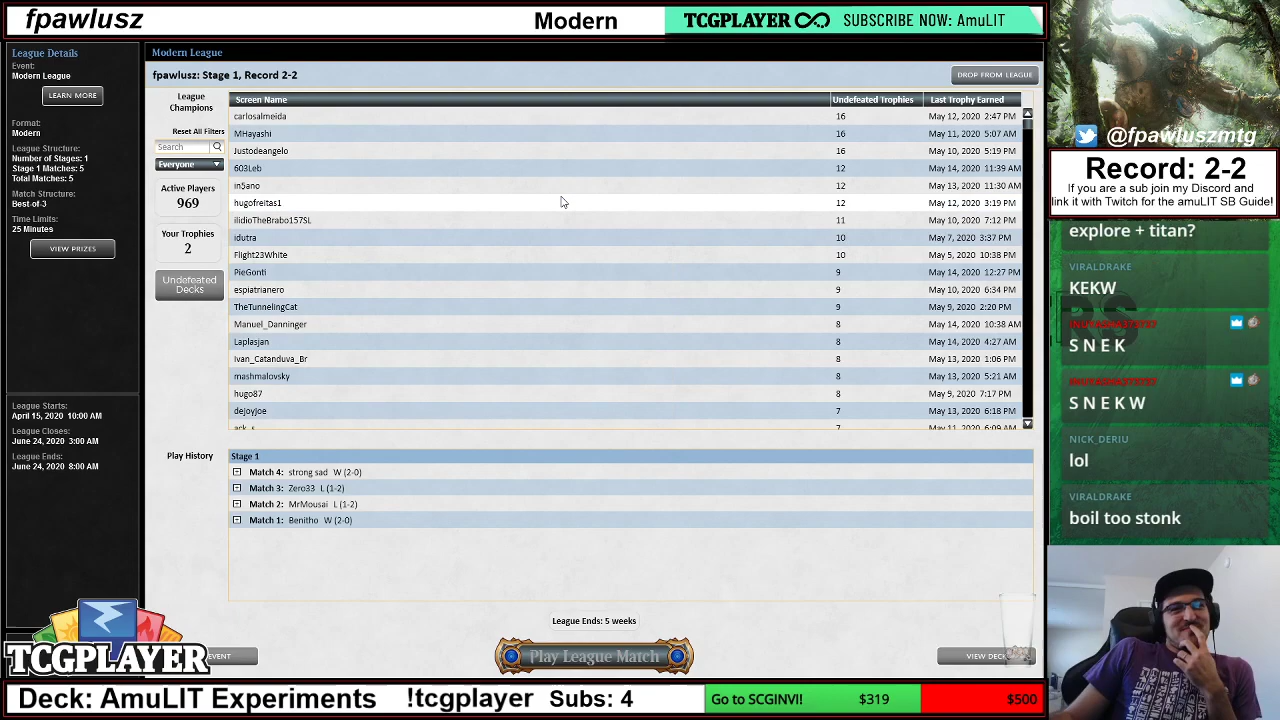 fpawlusz
Modern
TCGPLAYER SUBSCRIBE NOW: AmuLIT
@fpawluszmtg
Record: 2-2
If you are a sub join my Discord and
link it with Twitch for the amuLIT SB Guide!
League Details
Event:
Modern League
LEARN MORE
Format:
Modern
League Structure:
Number of Stages: 1
Stage 1 Matches: 5
Total Matches: 5
Match Structure:
Best-of-3
Time Limits:
25 Minutes
VIEW PRIZES
League Starts:
April 15, 2020 10:00 AM
League Closes:
June 24, 2020 3:00 AM
League Ends:
June 24, 2020 8:00 AM
Modern League
fpawlusz: Stage 1, Record 2-2
DROP FROM LEAGUE
League
Champions
Reset All Filters
Search
Everyone
Active Players
969
Your Trophies
2
Undefeated
Decks
Screen Name Undefeated Trophies Last Trophy Earned
carlosalmeida 16 May 12, 2020 2:47 PM
MHayashi 16 May 11, 2020 5:07 AM
Justodeangelo 16 May 10, 2020 5:19 PM
603Leb 12 May 14, 2020 11:39 AM
in5ano 12 May 13, 2020 11:30 AM
hugofreitas1 12 May 12, 2020 3:19 PM
ilidioTheBrabo157SL 11 May 10, 2020 7:12 PM
idutra 10 May 7, 2020 3:37 PM
Flight23White 10 May 5, 2020 10:38 PM
PieGonti 9 May 14, 2020 12:27 PM
espiatrianero 9 May 10, 2020 6:34 PM
TheTunnelingCat 9 May 9, 2020 2:20 PM
Manuel_Danninger 8 May 14, 2020 10:38 AM
Laplasjan 8 May 14, 2020 4:27 AM
Ivan_Catanduva_Br 8 May 13, 2020 1:06 PM
mashmalovsky 8 May 13, 2020 5:21 AM
hugo87 8 May 9, 2020 7:17 PM
dejoyJoe 7 May 13, 2020 6:18 PM
7 May 11, 2020 6:09 AM
Play History
Stage 1
Match 4: strong sad W (2-0)
Match 3: Zero33 L (1-2)
Match 2: MrMousai L (1-2)
Match 1: Benitho W (2-0)
League Ends: 5 weeks
Play League Match
EVENT
VIEW DECK
explore + titan?
VIRALDRAKE
KEKW
S N E K
S N E K W
NICK_DERIU
lol
VIRALDRAKE
boil too stonk
TCGPLAYER
Deck: AmuLIT Experiments !tcgplayer Subs: 4 Go to SCGINVI! $319 $500